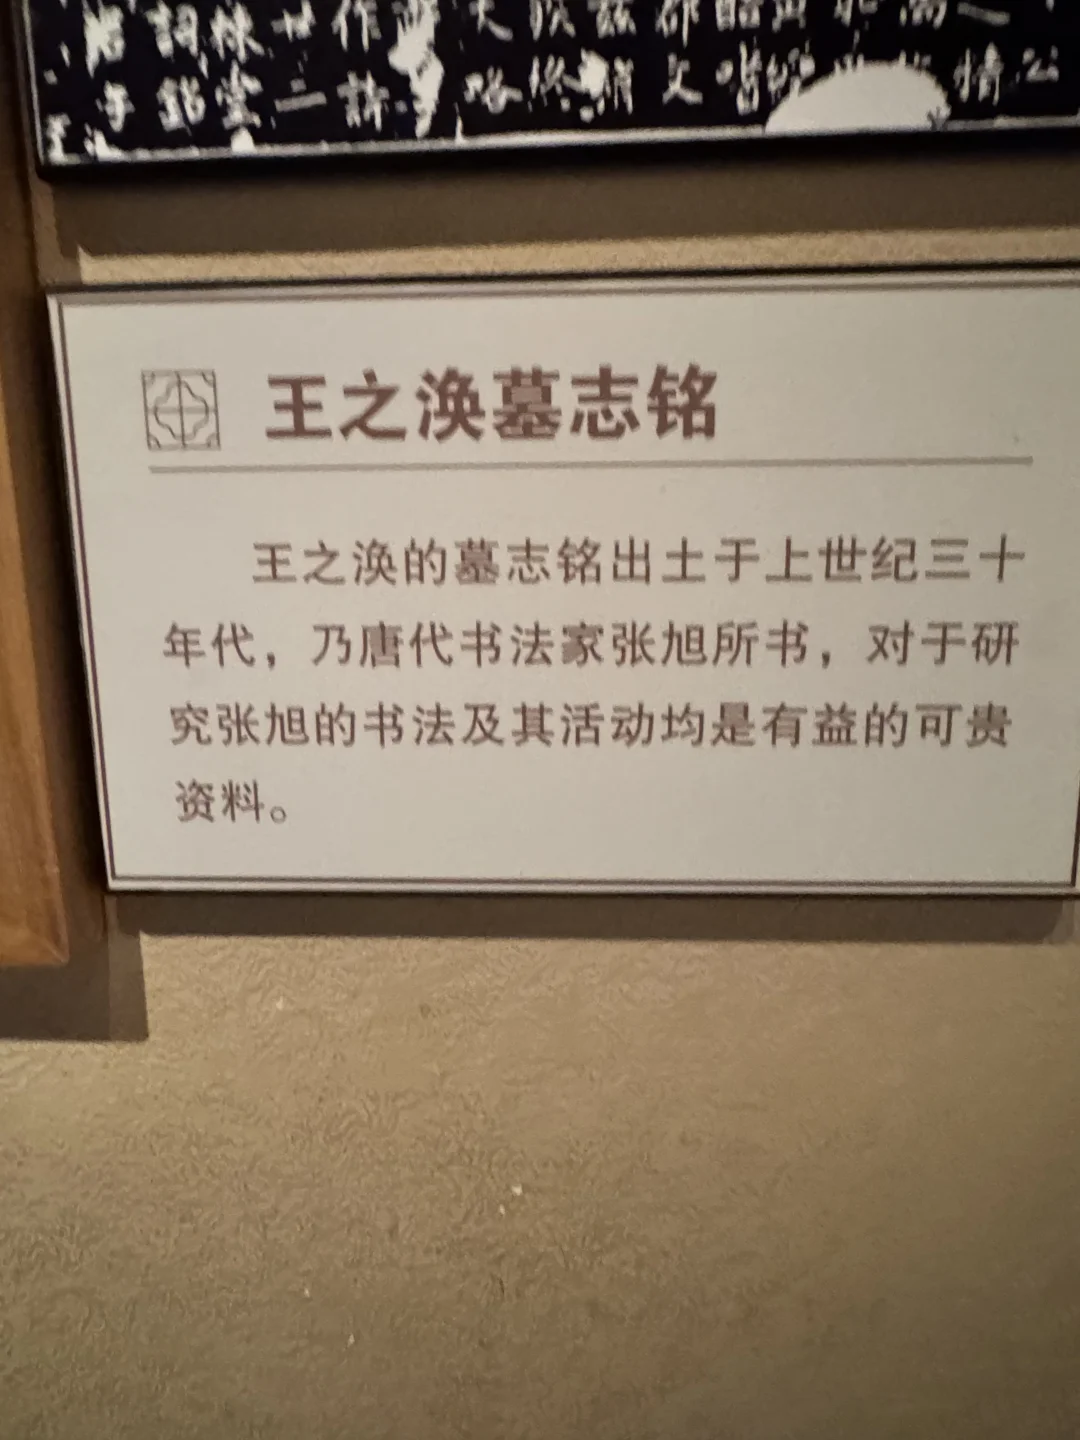 王之涣墓志铭
王之涣的墓志铭出土于上世纪三十
年代，乃唐代书法家张旭所书，对于研
究张旭的书法及其活动均是有益的可贵
资料。